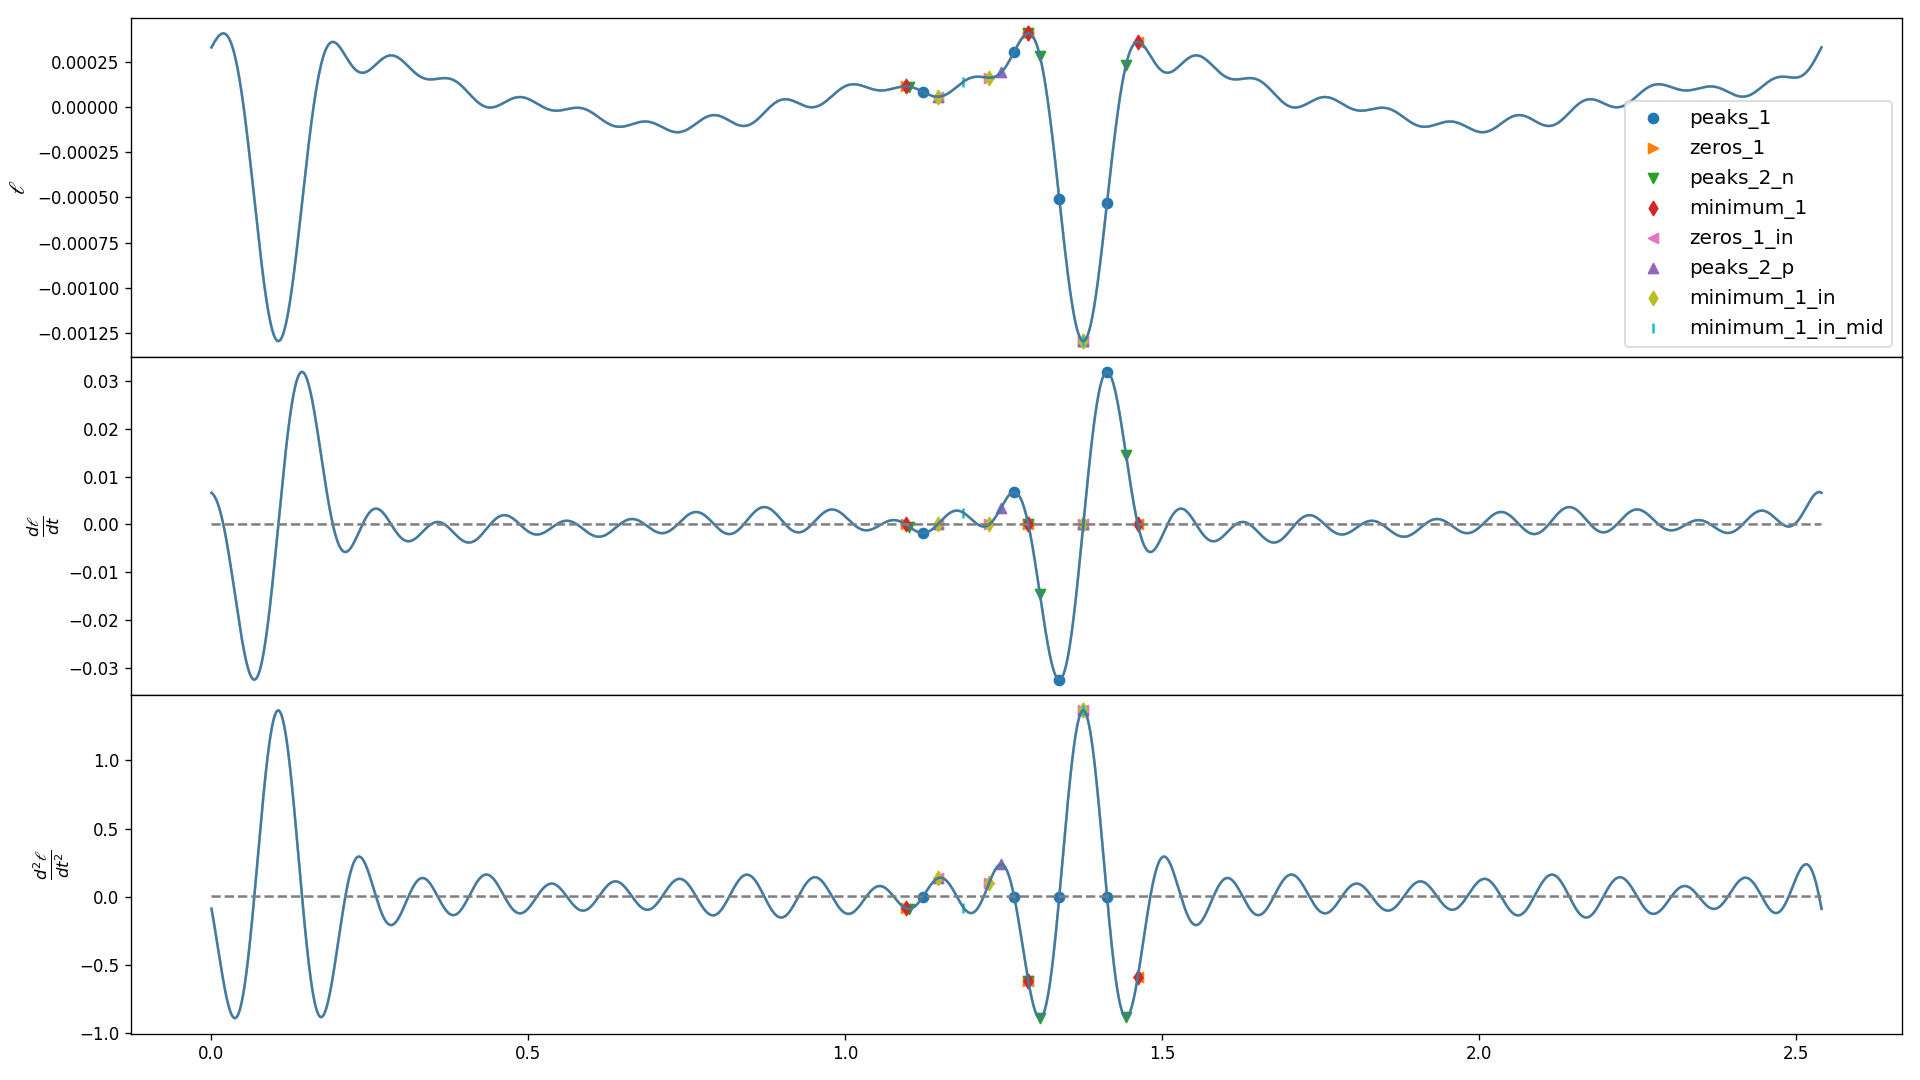 0.00025
0.00000
−0.00025
−0.00050
−0.00075
−0.00100
−0.00125
ℓ
peaks_1
zeros_1
peaks_2_n
minimum_1
zeros_1_in
peaks_2_p
minimum_1_in
minimum_1_in_mid
0.03
0.02
0.01
0.00
−0.01
−0.02
−0.03
dℓ
dt
1.0
0.5
0.0
−0.5
−1.0
d²ℓ
dt²
0.0 0.5 1.0 1.5 2.0 2.5